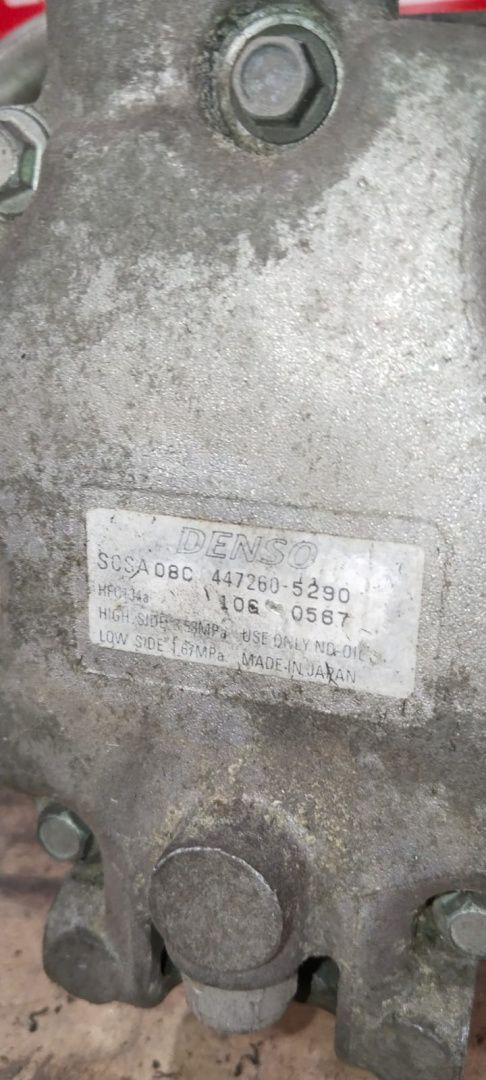 DENSO
SCSA08C 447260-5290
10G 0567
HFC134a
HIGH SIDE 3.53MPa USE ONLY ND-OIL
LOW SIDE 1.67MPa MADE IN JAPAN